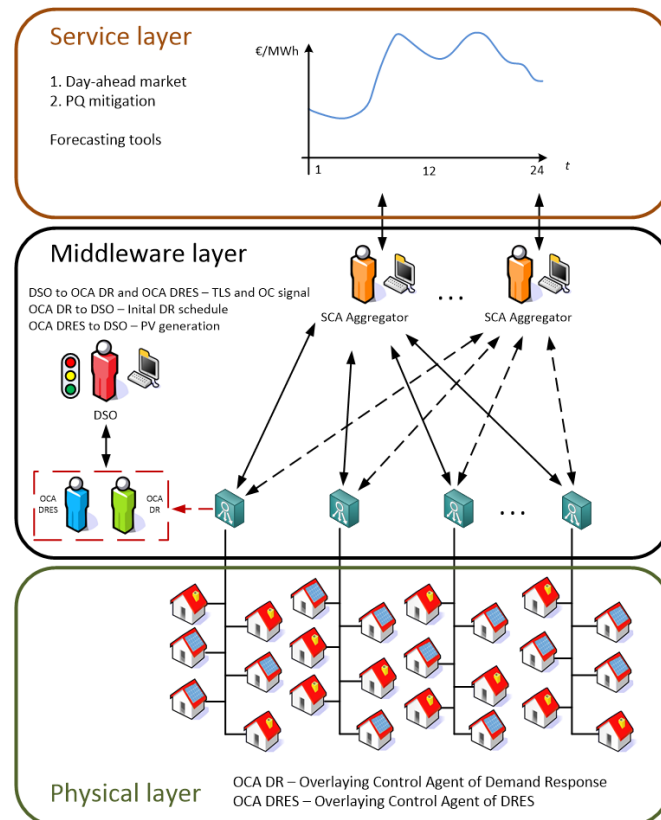 Service layer
€/MWh
1. Day-ahead market
2. PQ mitigation
Forecasting tools
1
12
24
t
Middleware layer
DSO to OCA DR and OCA DRES – TLS and OC signal
OCA DR to DSO – Inital DR schedule
OCA DRES to DSO – PV generation
SCA Aggregator
...
SCA Aggregator
DSO
OCA
DRES
OCA
DR
...
Physical layer
OCA DR – Overlaying Control Agent of Demand Response
OCA DRES – Overlaying Control Agent of DRES